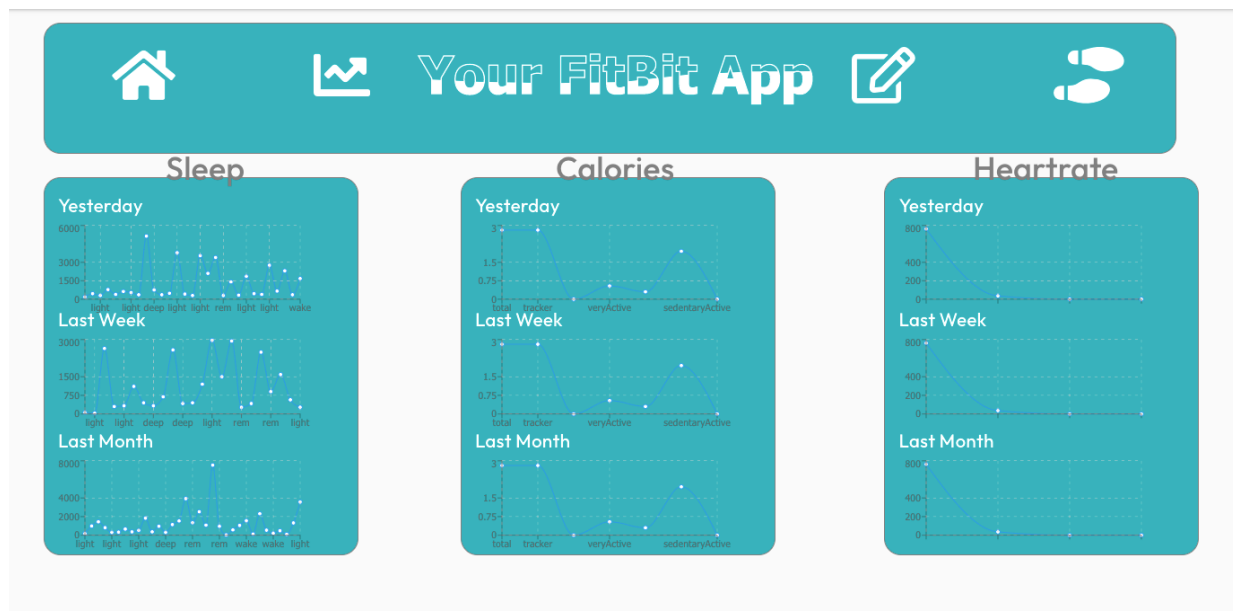 Your FitBit App
Sleep
Yesterday
6000
3000
1500
0
light light deep light light rem light light wake
Last Week
3000
1500
750
0
light light deep deep light rem rem light
Last Month
8000
4000
2000
0
light light light deep rem rem wake wake light
Calories
Yesterday
3
1.5
0.75
0
total tracker veryActive sedentaryActive
Last Week
3
1.5
0.75
0
total tracker veryActive sedentaryActive
Last Month
3
1.5
0.75
0
total tracker veryActive sedentaryActive
Heartrate
Yesterday
800
400
200
0
Last Week
800
400
200
0
Last Month
800
400
200
0